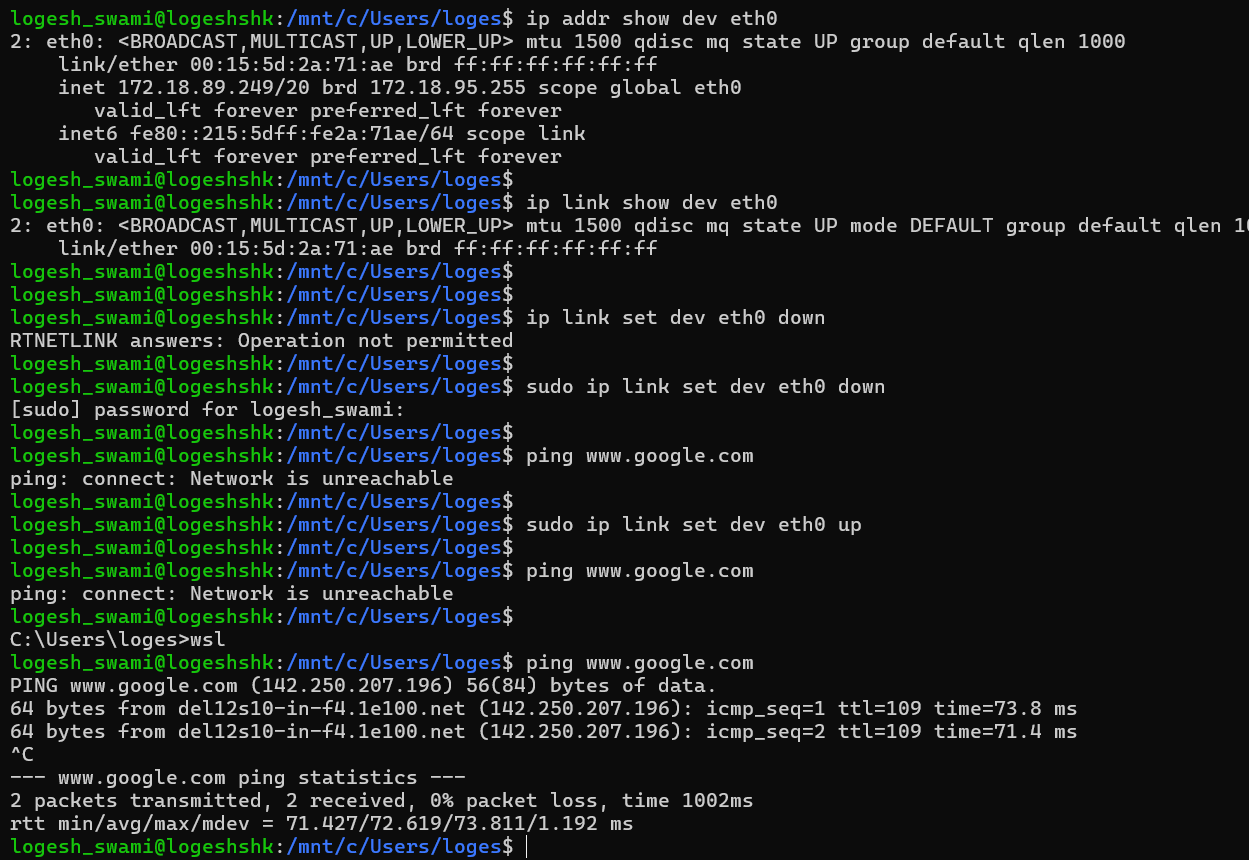 logesh_swami@logeshshk:/mnt/c/Users/loges$ ip addr show dev eth0
2: eth0: <BROADCAST,MULTICAST,UP,LOWER_UP> mtu 1500 qdisc mq state UP group default qlen 1000
    link/ether 00:15:5d:2a:71:ae brd ff:ff:ff:ff:ff:ff
    inet 172.18.89.249/20 brd 172.18.95.255 scope global eth0
       valid_lft forever preferred_lft forever
    inet6 fe80::215:5dff:fe2a:71ae/64 scope link
       valid_lft forever preferred_lft forever
logesh_swami@logeshshk:/mnt/c/Users/loges$
logesh_swami@logeshshk:/mnt/c/Users/loges$ ip link show dev eth0
2: eth0: <BROADCAST,MULTICAST,UP,LOWER_UP> mtu 1500 qdisc mq state UP mode DEFAULT group default qlen
    link/ether 00:15:5d:2a:71:ae brd ff:ff:ff:ff:ff:ff
logesh_swami@logeshshk:/mnt/c/Users/loges$
logesh_swami@logeshshk:/mnt/c/Users/loges$
logesh_swami@logeshshk:/mnt/c/Users/loges$ ip link set dev eth0 down
RTNETLINK answers: Operation not permitted
logesh_swami@logeshshk:/mnt/c/Users/loges$
logesh_swami@logeshshk:/mnt/c/Users/loges$ sudo ip link set dev eth0 down
[sudo] password for logesh_swami:
logesh_swami@logeshshk:/mnt/c/Users/loges$
logesh_swami@logeshshk:/mnt/c/Users/loges$ ping www.google.com
ping: connect: Network is unreachable
logesh_swami@logeshshk:/mnt/c/Users/loges$
logesh_swami@logeshshk:/mnt/c/Users/loges$ sudo ip link set dev eth0 up
logesh_swami@logeshshk:/mnt/c/Users/loges$
logesh_swami@logeshshk:/mnt/c/Users/loges$ ping www.google.com
ping: connect: Network is unreachable
logesh_swami@logeshshk:/mnt/c/Users/loges$
C:\Users\loges>wsl
logesh_swami@logeshshk:/mnt/c/Users/loges$ ping www.google.com
PING www.google.com (142.250.207.196) 56(84) bytes of data.
64 bytes from del12s10-in-f4.1e100.net (142.250.207.196): icmp_seq=1 ttl=109 time=73.8 ms
64 bytes from del12s10-in-f4.1e100.net (142.250.207.196): icmp_seq=2 ttl=109 time=71.4 ms
^C
--- www.google.com ping statistics ---
2 packets transmitted, 2 received, 0% packet loss, time 1002ms
rtt min/avg/max/mdev = 71.427/72.619/73.811/1.192 ms
logesh_swami@logeshshk:/mnt/c/Users/loges$